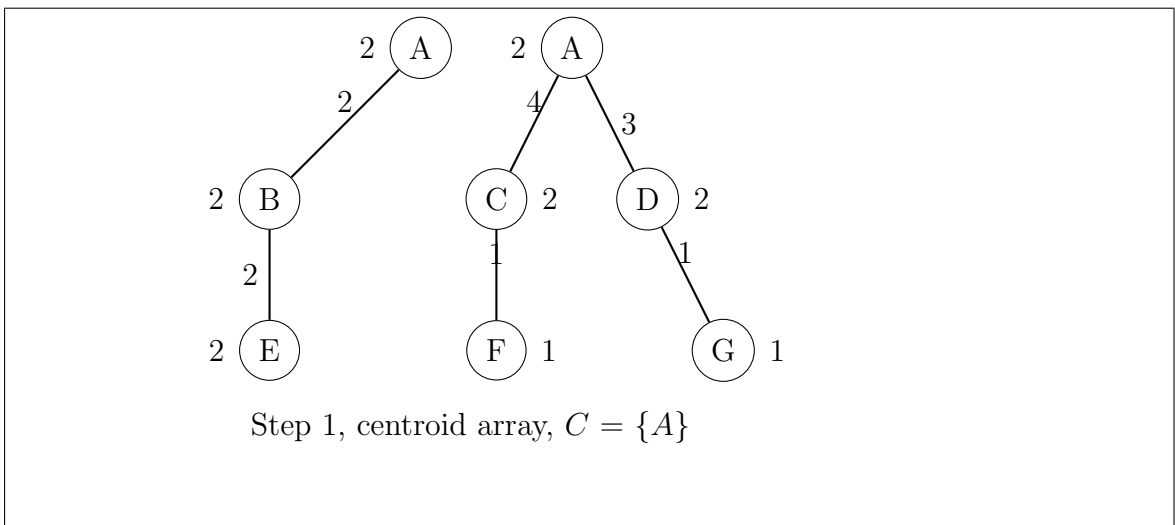 2 A 2 A
2 4 3
2 B C 2 D 2
2 1 1
2 E F 1 G 1
Step 1, centroid array, C = {A}